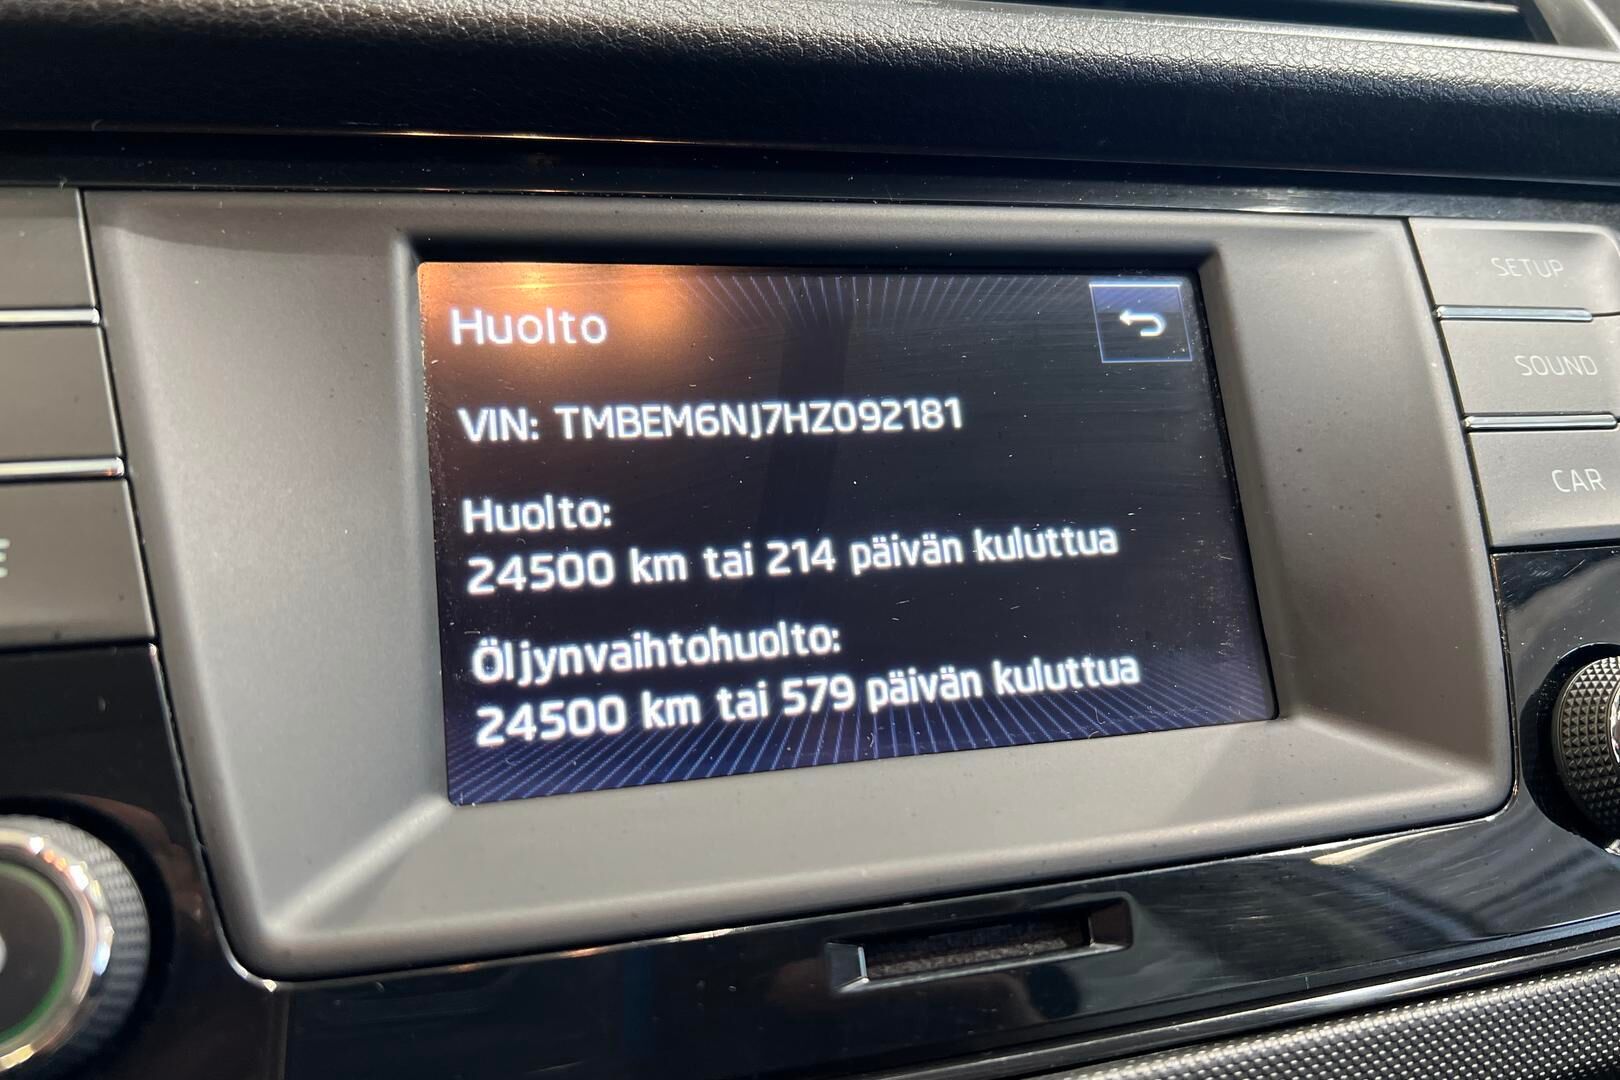 Huolto
VIN: TMBEM6NJ7HZ092181
Huolto:
24500 km tai 214 päivän kuluttua
Öljynvaihtohuolto:
24500 km tai 579 päivän kuluttua
SETUP
SOUND
CAR